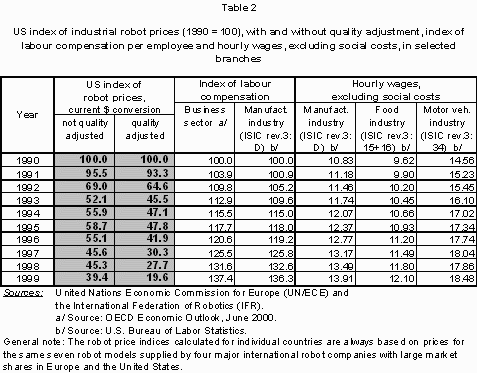 Table 2
US index of industrial robot prices (1990 = 100), with and without quality adjustment, index of
labour compensation per employee and hourly wages, excluding social costs, in selected
branches
Year
US index of robot prices, current $ conversion
Index of labour compensation
Hourly wages, excluding social costs
not quality adjusted
quality adjusted
Business sector a/
Manufact. industry (ISIC rev.3: D) b/
Manufact. industry (ISIC rev.3: D) b/
Food industry (ISIC rev.3: 15+16) b/
Motor veh. industry (ISIC rev.3: 34) b/
1990 100.0 100.0 100.0 100.0 10.83 9.62 14.56
1991 95.5 93.3 103.9 100.9 11.18 9.90 15.23
1992 69.0 64.6 109.8 105.2 11.46 10.20 15.45
1993 52.1 45.5 112.9 109.6 11.74 10.45 16.10
1994 55.9 47.1 115.5 115.0 12.07 10.66 17.02
1995 58.7 47.8 117.7 118.0 12.37 10.93 17.34
1996 55.1 41.9 120.6 119.2 12.77 11.20 17.74
1997 45.6 30.3 125.5 125.8 13.17 11.49 18.04
1998 45.3 27.7 131.6 132.6 13.49 11.80 17.86
1999 39.4 19.6 137.4 136.3 13.91 12.10 18.48
Sources: United Nations Economic Commission for Europe (UN/ECE) and
the International Federation of Robotics (IFR).
a/ Source: OECD Economic Outlook, June 2000.
b/ Source: U.S. Bureau of Labor Statistics.
General note: The robot price indices calculated for individual countries are always based on prices for
the same seven robot models supplied by four major international robot companies with large market
shares in Europe and the United States.